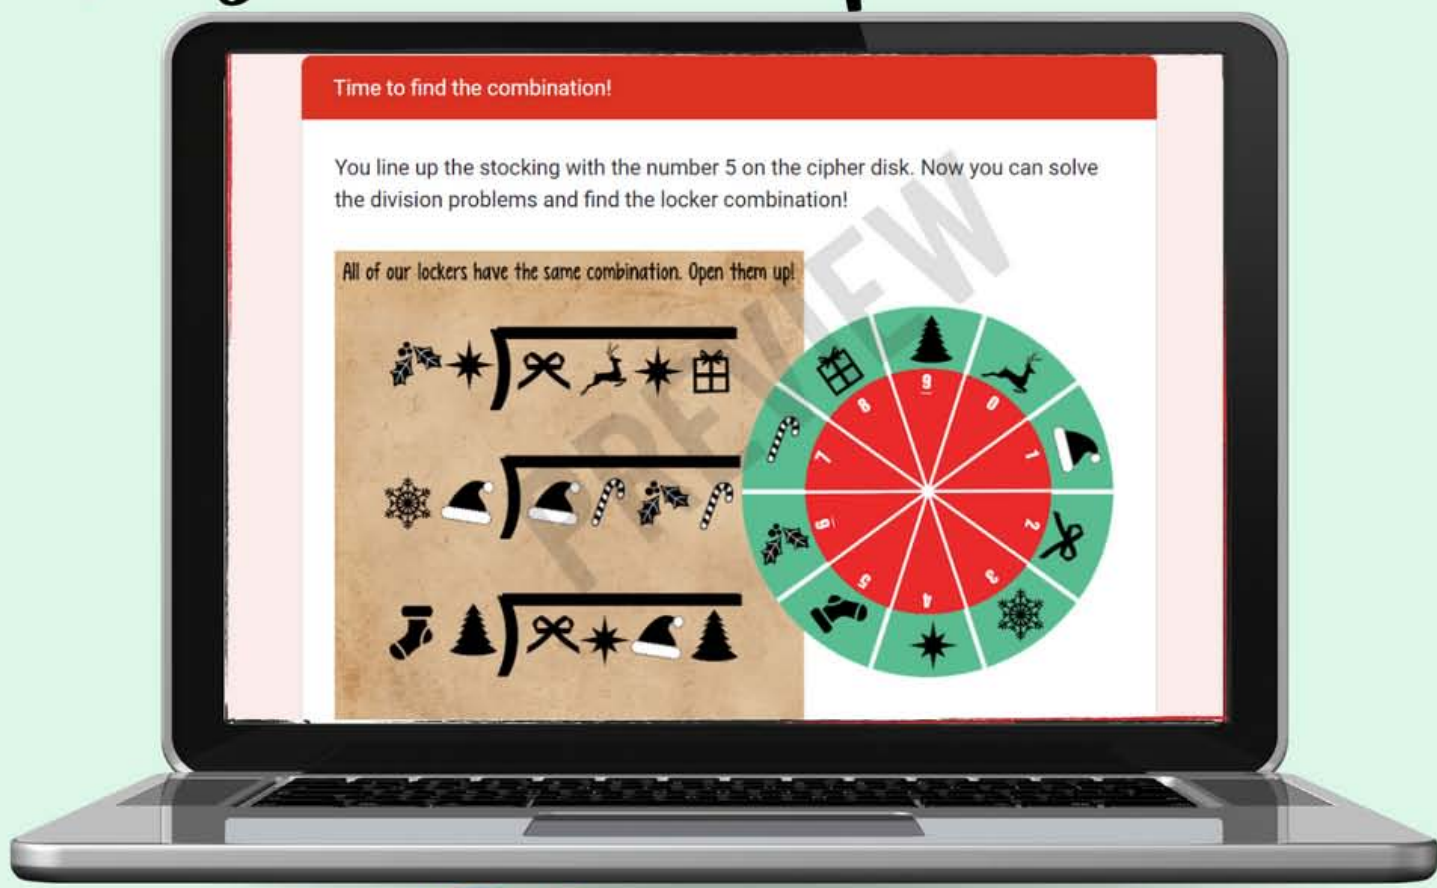 Time to find the combination!
You line up the stocking with the number 5 on the cipher disk. Now you can solve
the division problems and find the locker combination!
All of our lockers have the same combination. Open them up!
PREVIEW
9
0
1
2
3
4
5
6
7
8